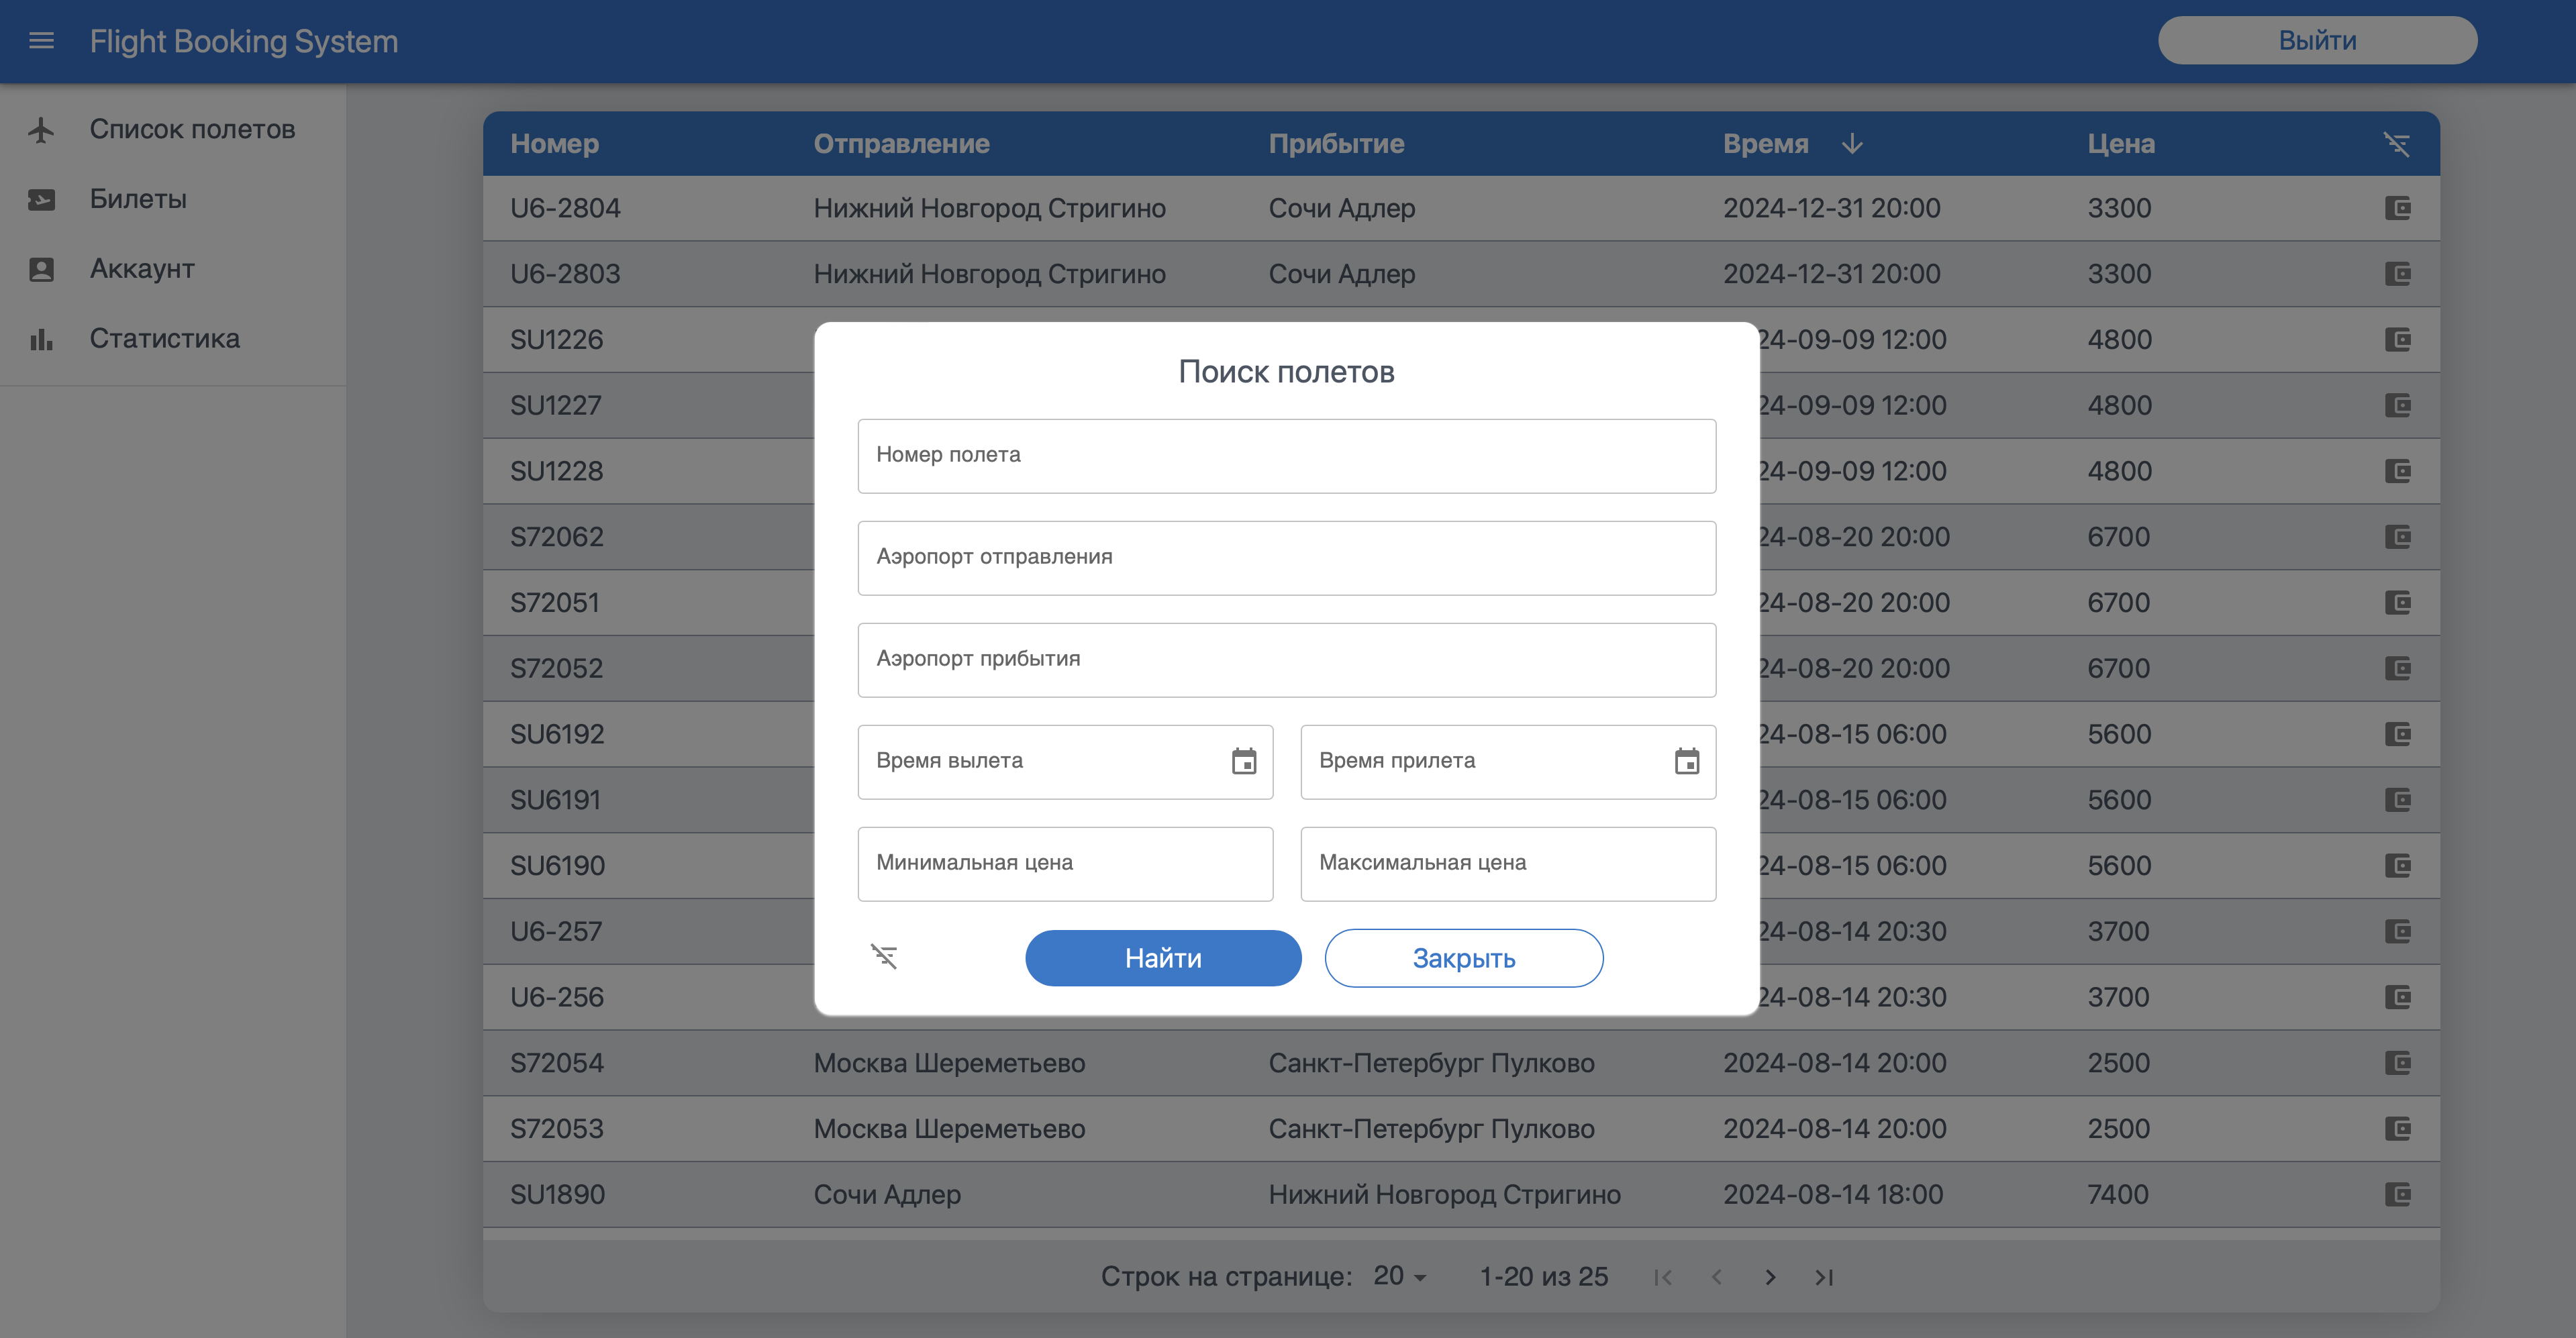 Flight Booking System Выйти
Список полетов
Билеты
Аккаунт
Статистика
Номер Отправление Прибытие Время Цена
U6-2804 Нижний Новгород Стригино Сочи Адлер 2024-12-31 20:00 3300
U6-2803 Нижний Новгород Стригино Сочи Адлер 2024-12-31 20:00 3300
SU1226 24-09-09 12:00 4800
SU1227 24-09-09 12:00 4800
SU1228 24-09-09 12:00 4800
S72062 24-08-20 20:00 6700
S72051 24-08-20 20:00 6700
S72052 24-08-20 20:00 6700
SU6192 24-08-15 06:00 5600
SU6191 24-08-15 06:00 5600
SU6190 24-08-15 06:00 5600
U6-257 24-08-14 20:30 3700
U6-256 24-08-14 20:30 3700
S72054 Москва Шереметьево Санкт-Петербург Пулково 2024-08-14 20:00 2500
S72053 Москва Шереметьево Санкт-Петербург Пулково 2024-08-14 20:00 2500
SU1890 Сочи Адлер Нижний Новгород Стригино 2024-08-14 18:00 7400
Строк на странице: 20 1-20 из 25
Поиск полетов
Номер полета
Аэропорт отправления
Аэропорт прибытия
Время вылета Время прилета
Минимальная цена Максимальная цена
Найти Закрыть